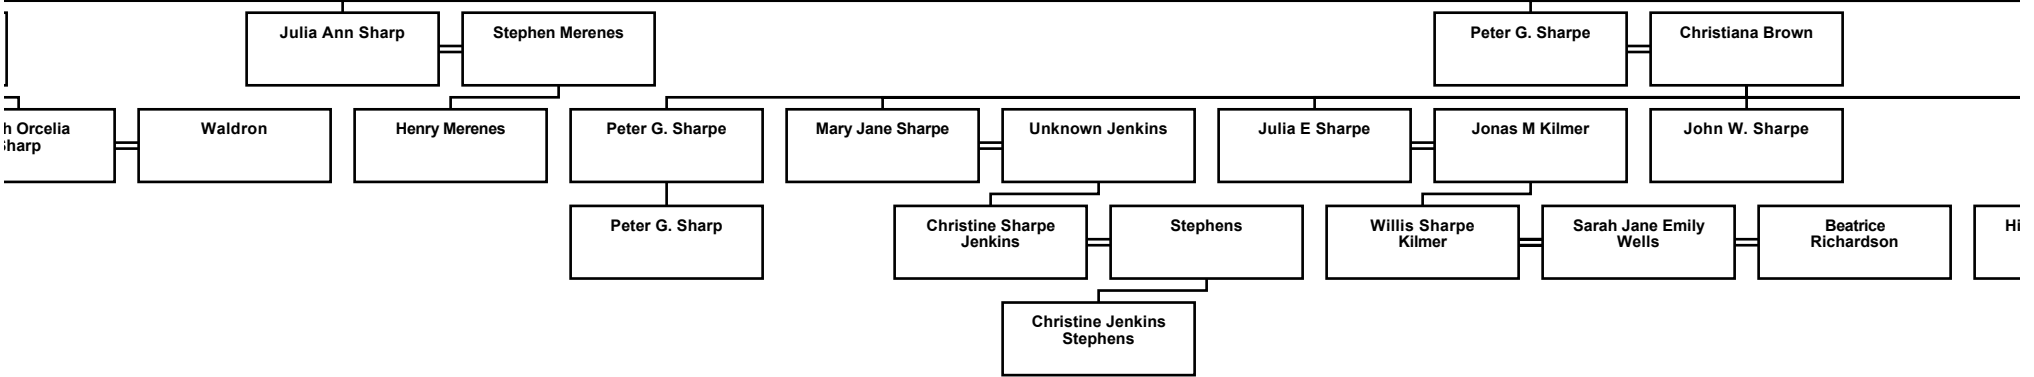 Julia Ann Sharp
Stephen Merenes
Peter G. Sharpe
Christiana Brown
h Orcelia
Sharp
Waldron
Henry Merenes
Peter G. Sharpe
Mary Jane Sharpe
Unknown Jenkins
Julia E Sharpe
Jonas M Kilmer
John W. Sharpe
Peter G. Sharp
Christine Sharpe
Jenkins
Stephens
Willis Sharpe
Kilmer
Sarah Jane Emily
Wells
Beatrice
Richardson
Hi
Christine Jenkins
Stephens